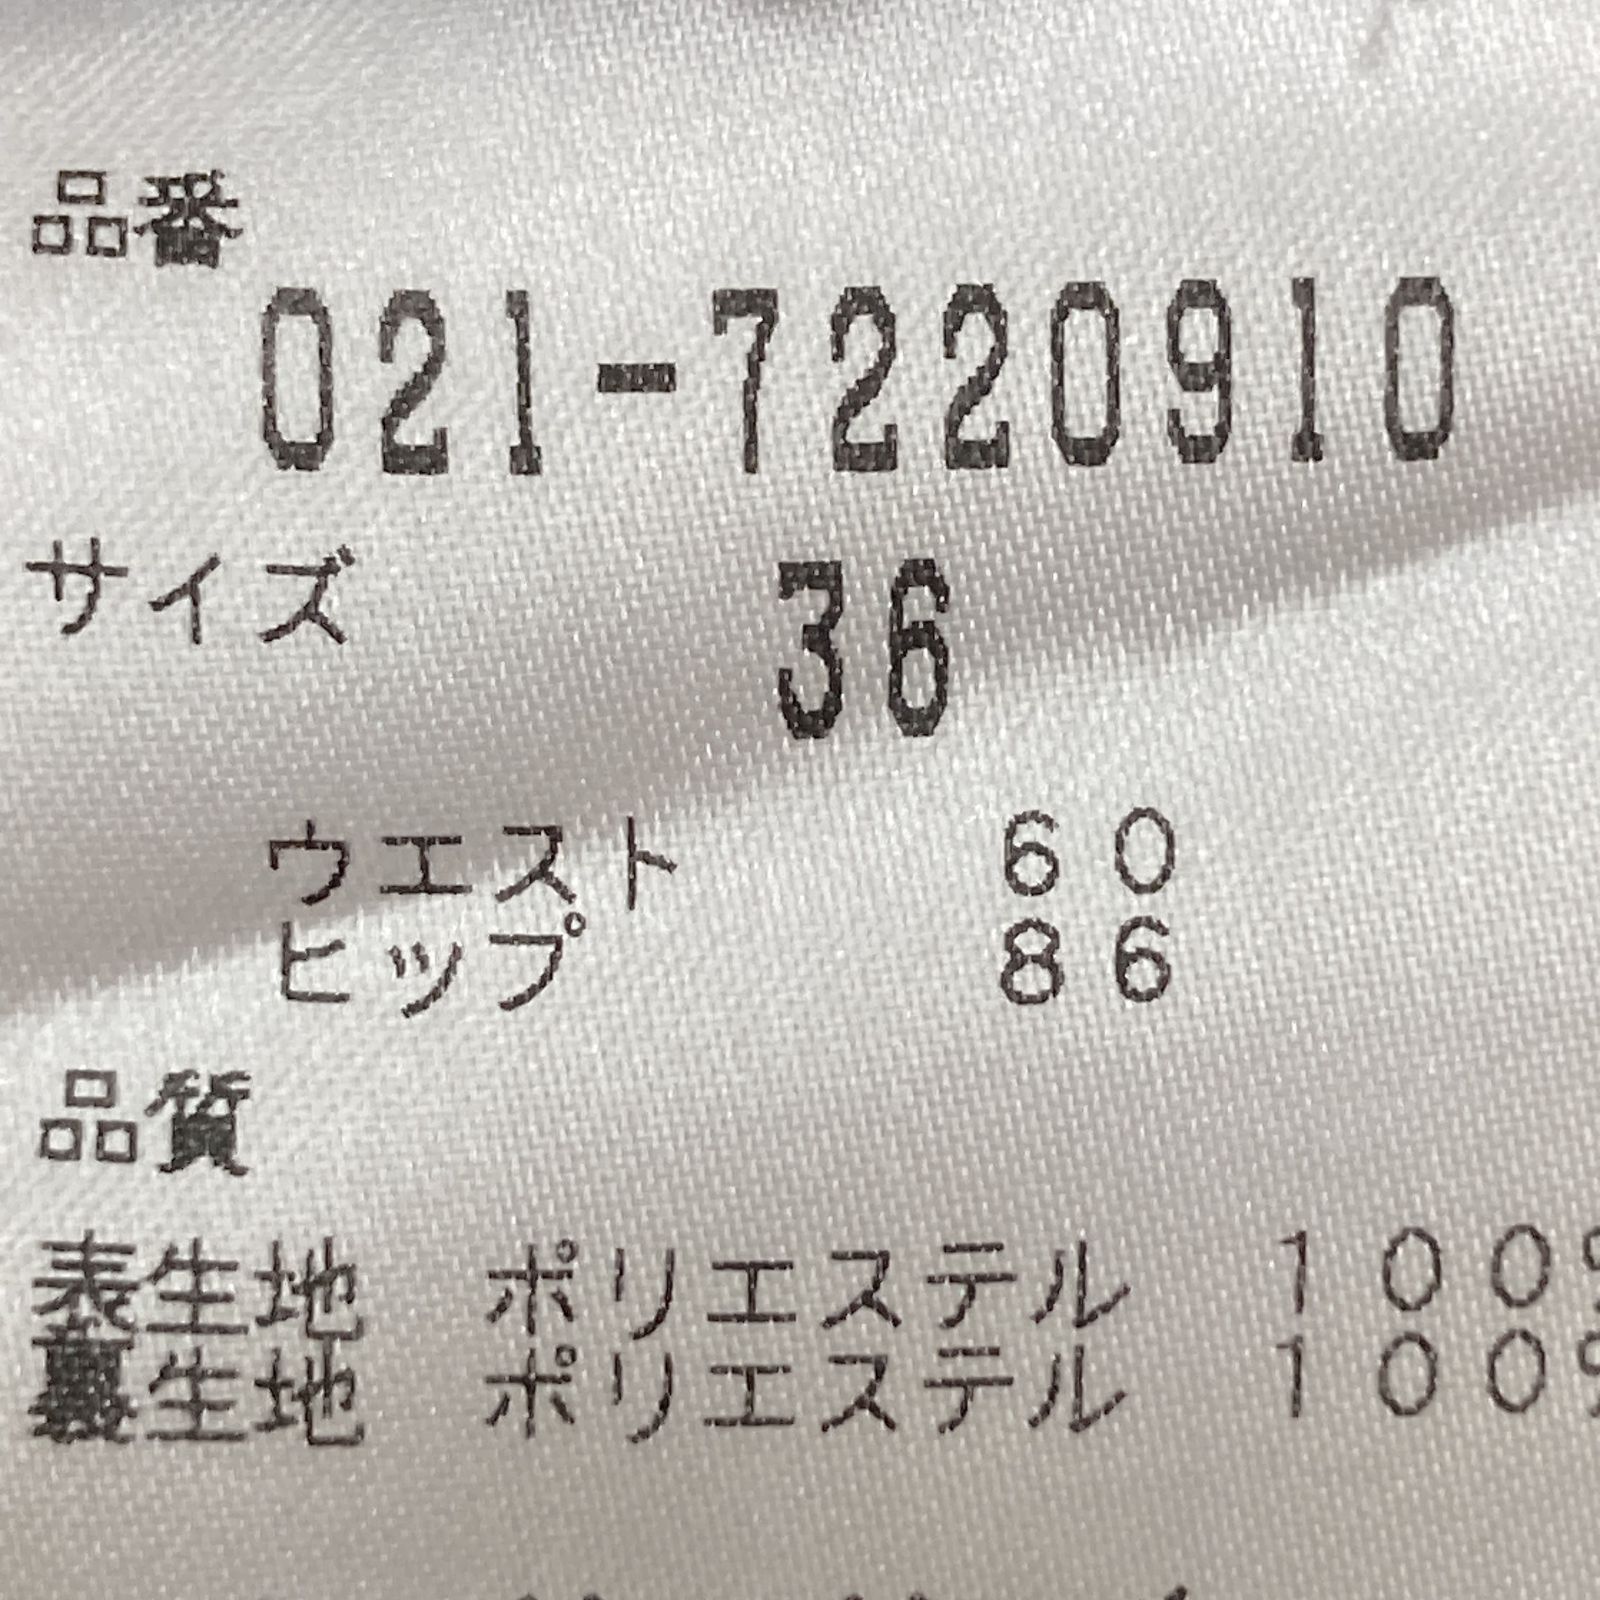 品番
021-7220910
サイズ 36
ウエスト 60
ヒップ 86
品質
表生地 ポリエステル 100%
裏生地 ポリエステル 100%